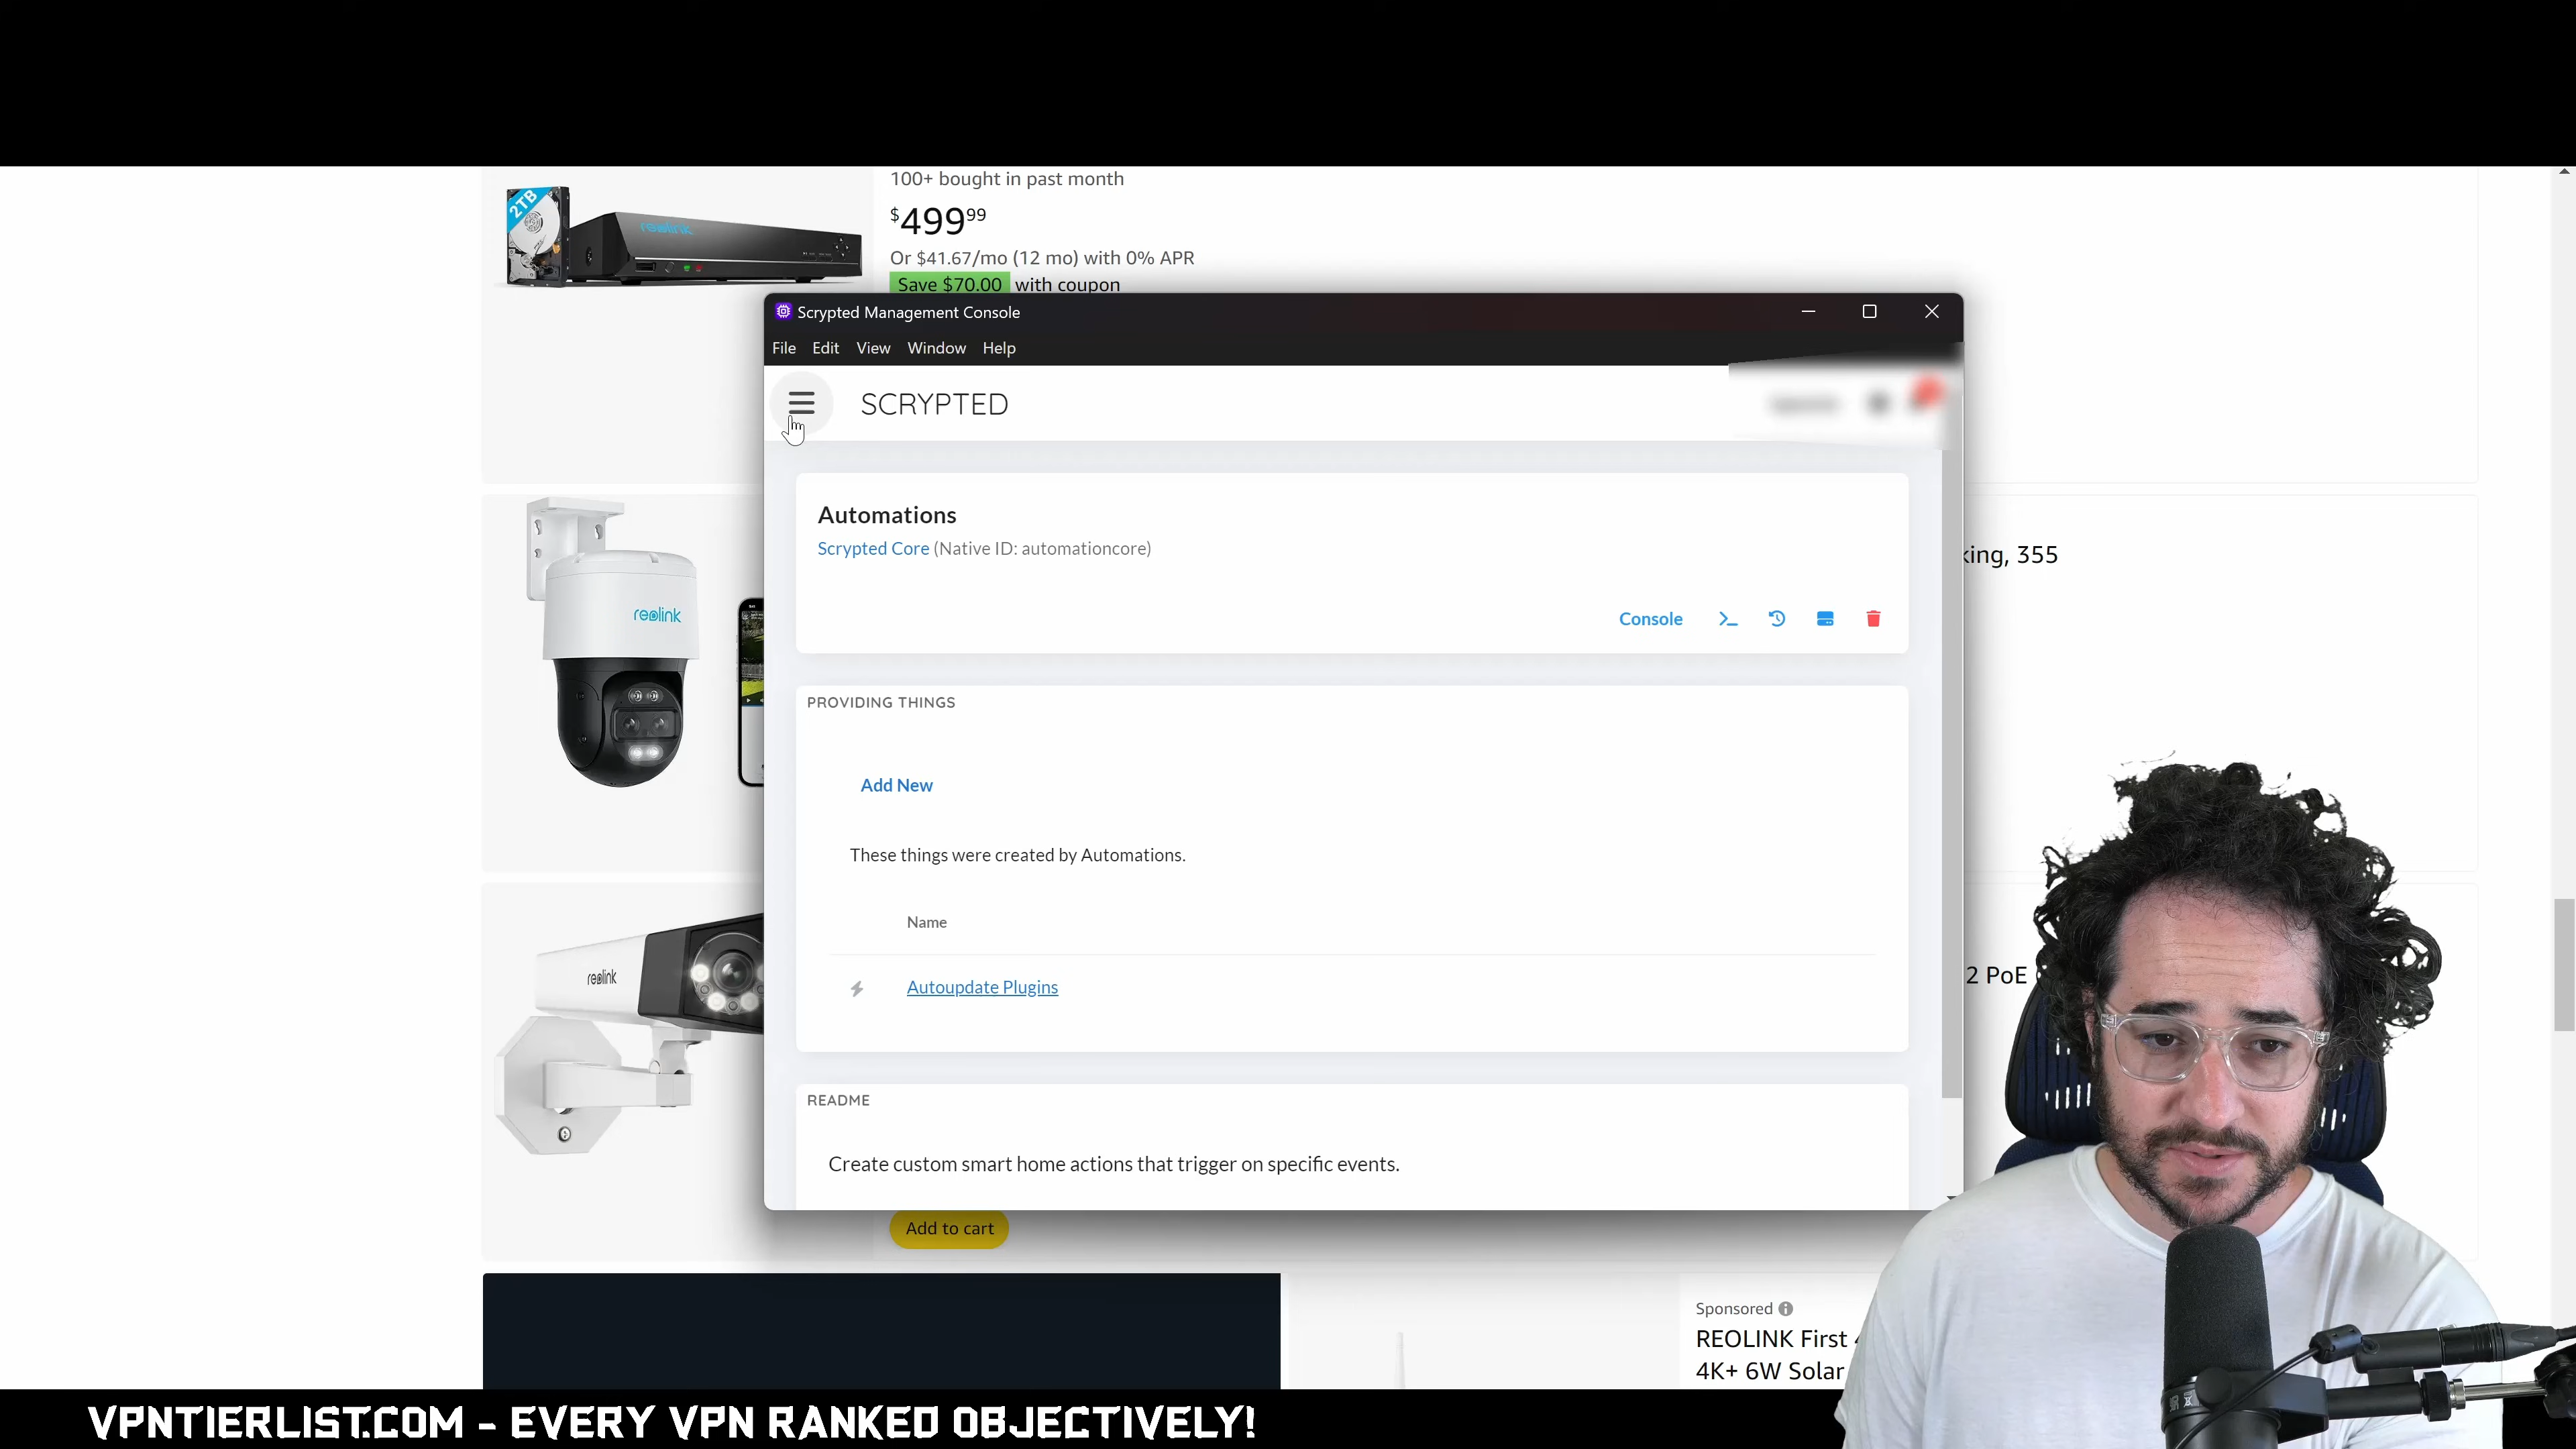 100+ bought in past month
$499.99
Or $41.67/mo (12 mo) with 0% APR
Save $70.00 with coupon
2TB
reolink
Scrypted Management Console
File Edit View Window Help
SCRYPTED
Automations
Scrypted Core (Native ID: automationcore)
Console
PROVIDING THINGS
Add New
These things were created by Automations.
Name
Autoupdate Plugins
README
Create custom smart home actions that trigger on specific events.
reolink
king, 355
reolink
2 PoE
Add to cart
Sponsored
REOLINK First
4K+ 6W Solar
VPNTIERLIST.COM - EVERY VPN RANKED OBJECTIVELY!